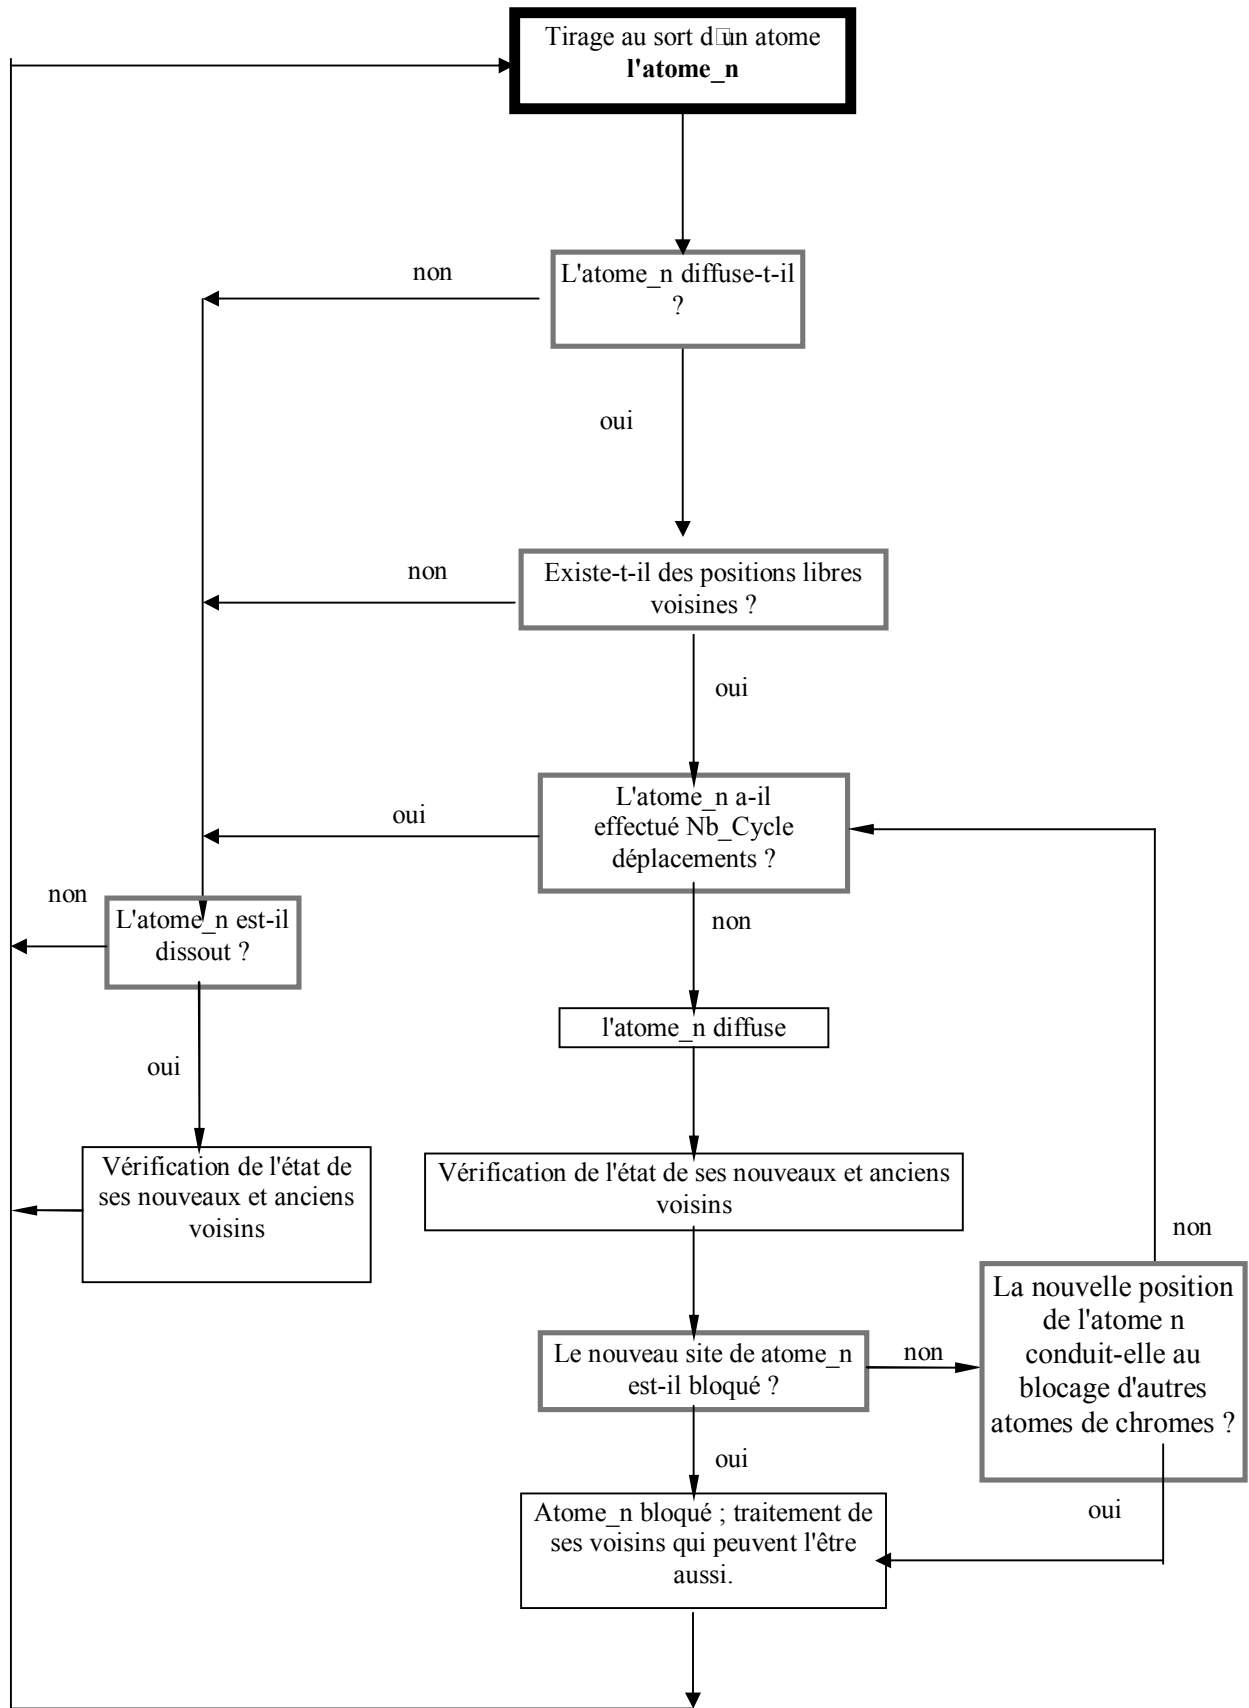 Tirage au sort d□un atome
l'atome_n
non
L'atome_n diffuse-t-il
?
oui
non
Existe-t-il des positions libres
voisines ?
oui
oui
L'atome_n a-il
effectué Nb_Cycle
déplacements ?
non
L'atome_n est-il
dissout ?
non
l'atome_n diffuse
oui
Vérification de l'état de
ses nouveaux et anciens
voisins
Vérification de l'état de ses nouveaux et anciens
voisins
non
La nouvelle position
de l'atome n
conduit-elle au
blocage d'autres
atomes de chromes ?
Le nouveau site de atome_n
est-il bloqué ?
non
oui
oui
Atome_n bloqué ; traitement de
ses voisins qui peuvent l'être
aussi.